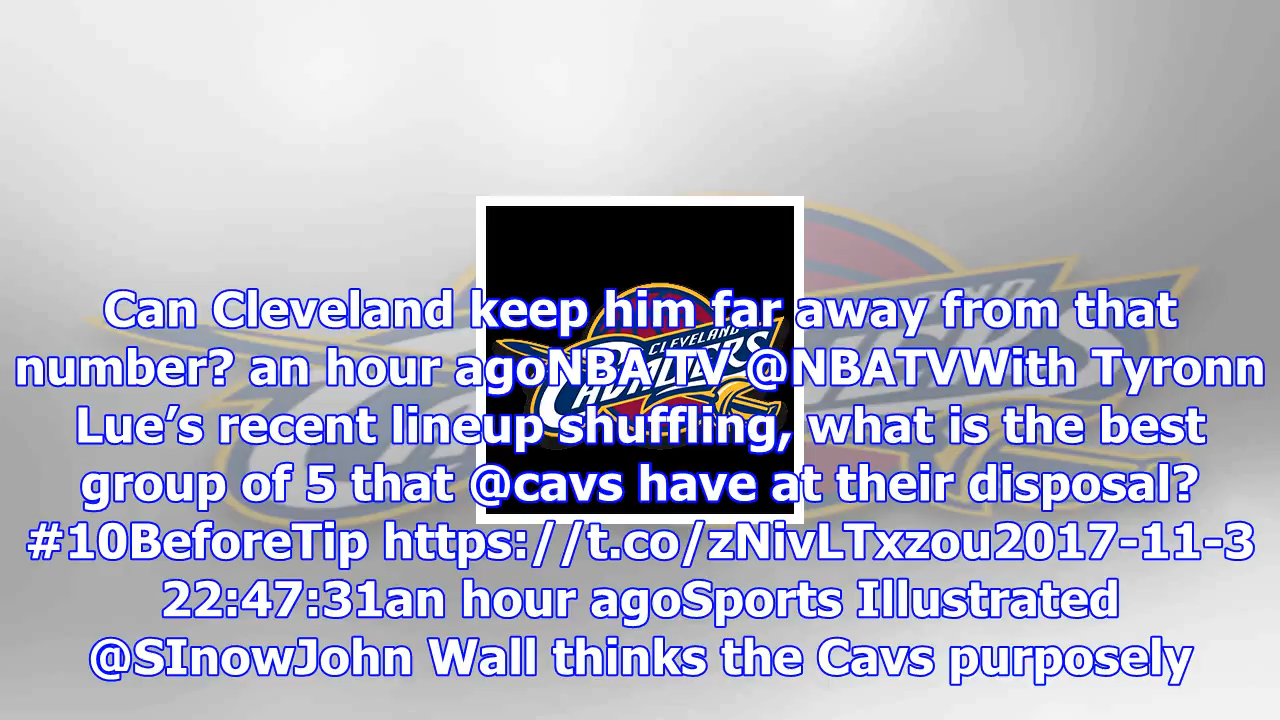 Can Cleveland keep him far away from that
number? an hour agoNBA TV @NBATVWith Tyronn
Lue’s recent lineup shuffling, what is the best
group of 5 that @cavs have at their disposal?
#10BeforeTip https://t.co/zNivLTxzou2017-11-3
22:47:31an hour agoSports Illustrated
@SInowJohn Wall thinks the Cavs purposely
CLEVELAND
CAVALIERS